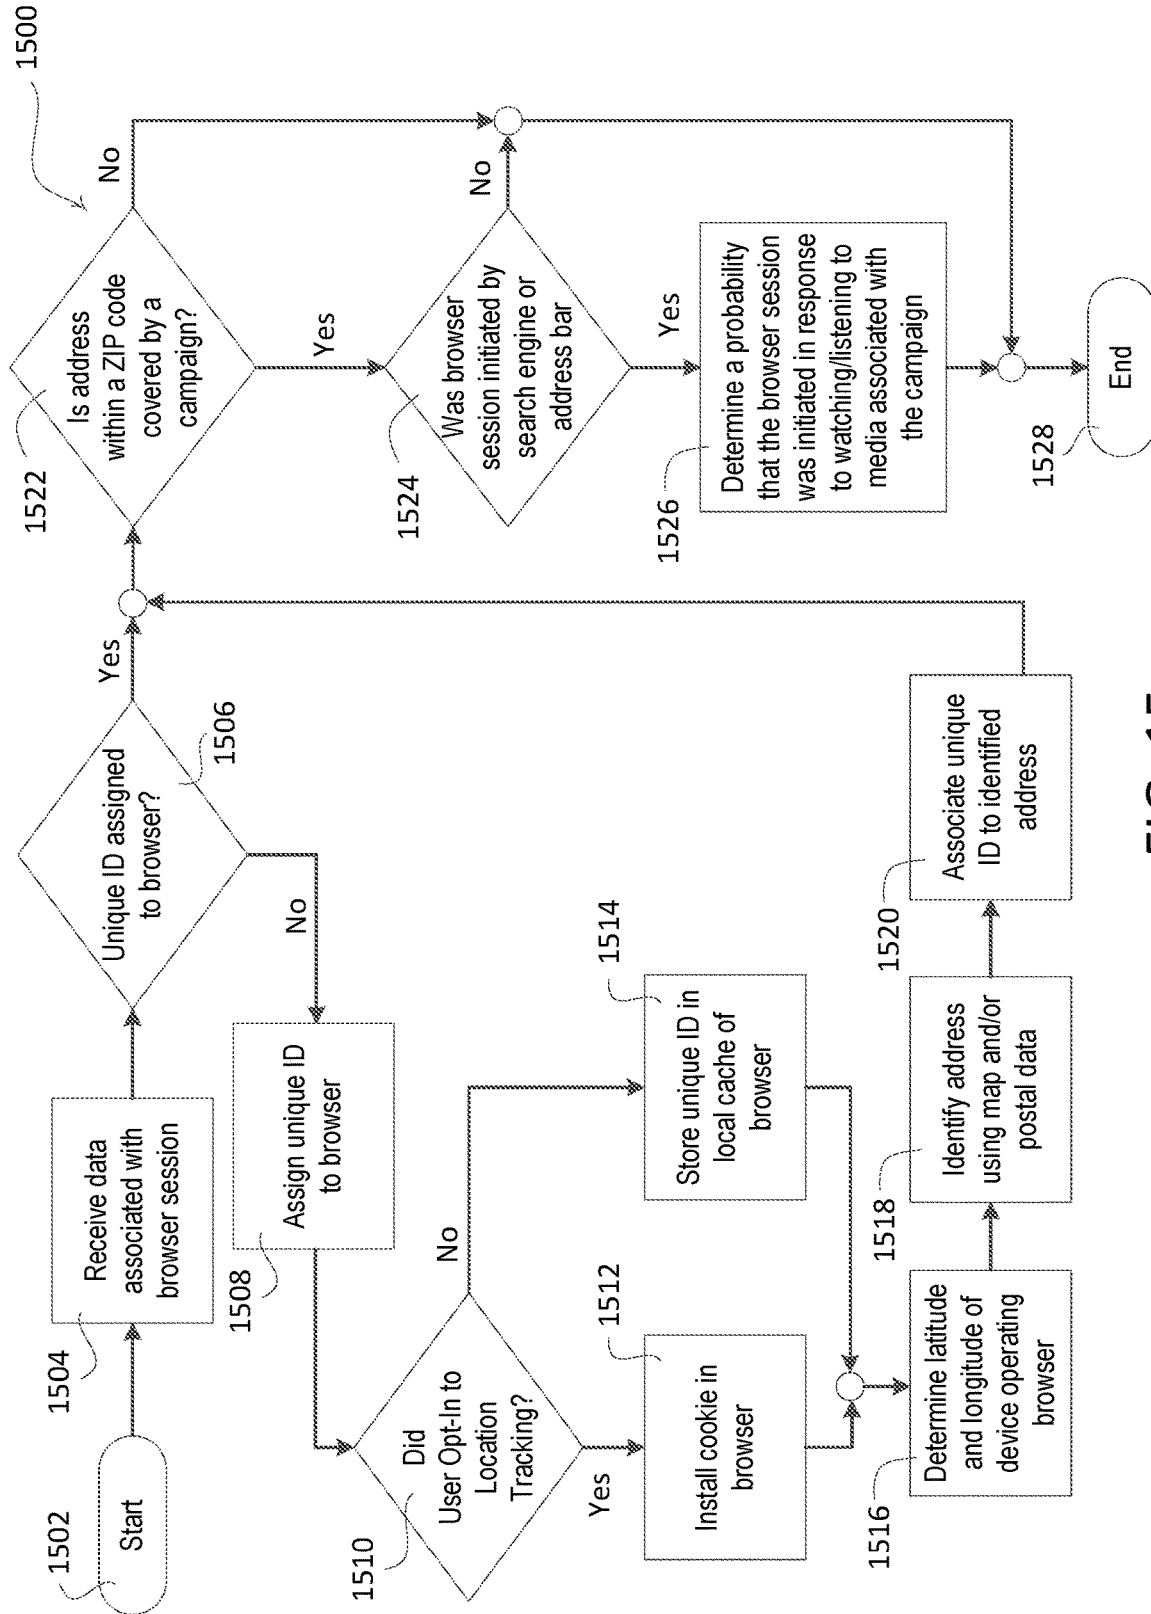 1500
1502
Start
1504
Receive data
associated with
browser session
1506
Unique ID assigned
to browser?
Yes
No
1508
Assign unique ID
to browser
1510
Did
User Opt-In to
Location
Tracking?
Yes
No
1512
Install cookie in
browser
1514
Store unique ID in
local cache of
browser
1516
Determine latitude
and longitude of
device operating
browser
1518
Identify address
using map and/or
postal data
1520
Associate unique
ID to identified
address
1522
Is address
within a ZIP code
covered by a
campaign?
No
Yes
1524
Was browser
session initiated by
search engine or
address bar
No
Yes
1526
Determine a probability
that the browser session
was initiated in response
to watching/listening to
media associated with
the campaign
1528
End